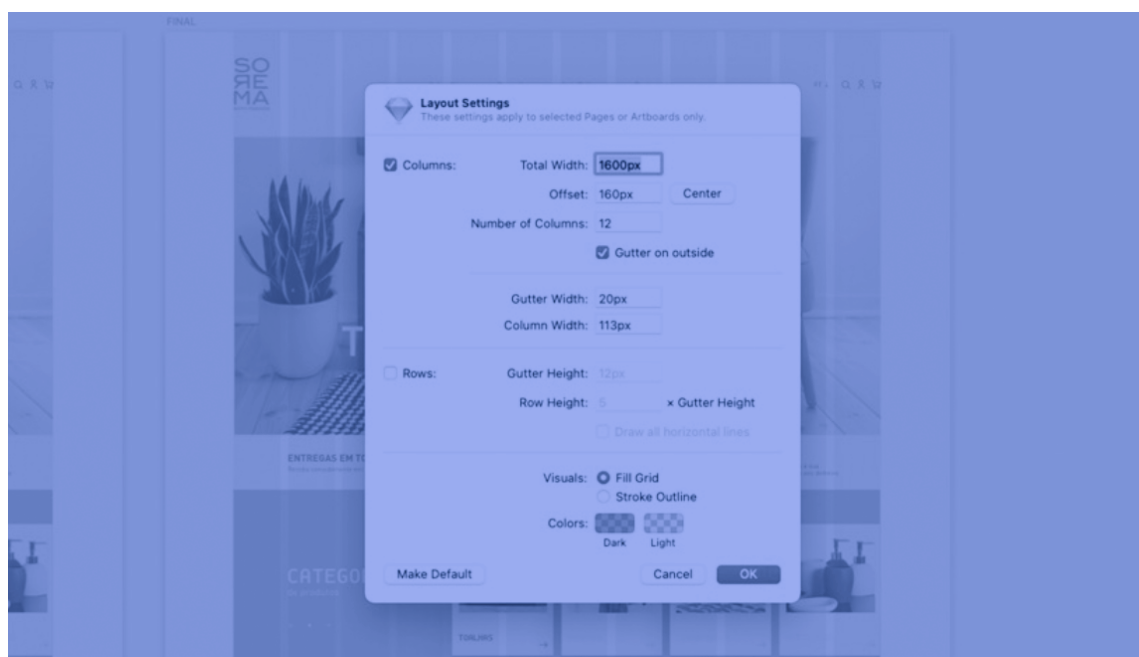 FINAL
SO
RE
MA
Layout Settings
These settings apply to selected Pages or Artboards only.
Columns: Total Width: 1600px
Offset: 160px Center
Number of Columns: 12
Gutter on outside
Gutter Width: 20px
Column Width: 113px
Rows: Gutter Height: 12px
Row Height: 5 × Gutter Height
Draw all horizontal lines
ENTREGAS EM TO
Visuals: Fill Grid
Stroke Outline
Colors:
Dark Light
Make Default Cancel OK
CATEGO
TOALHAS